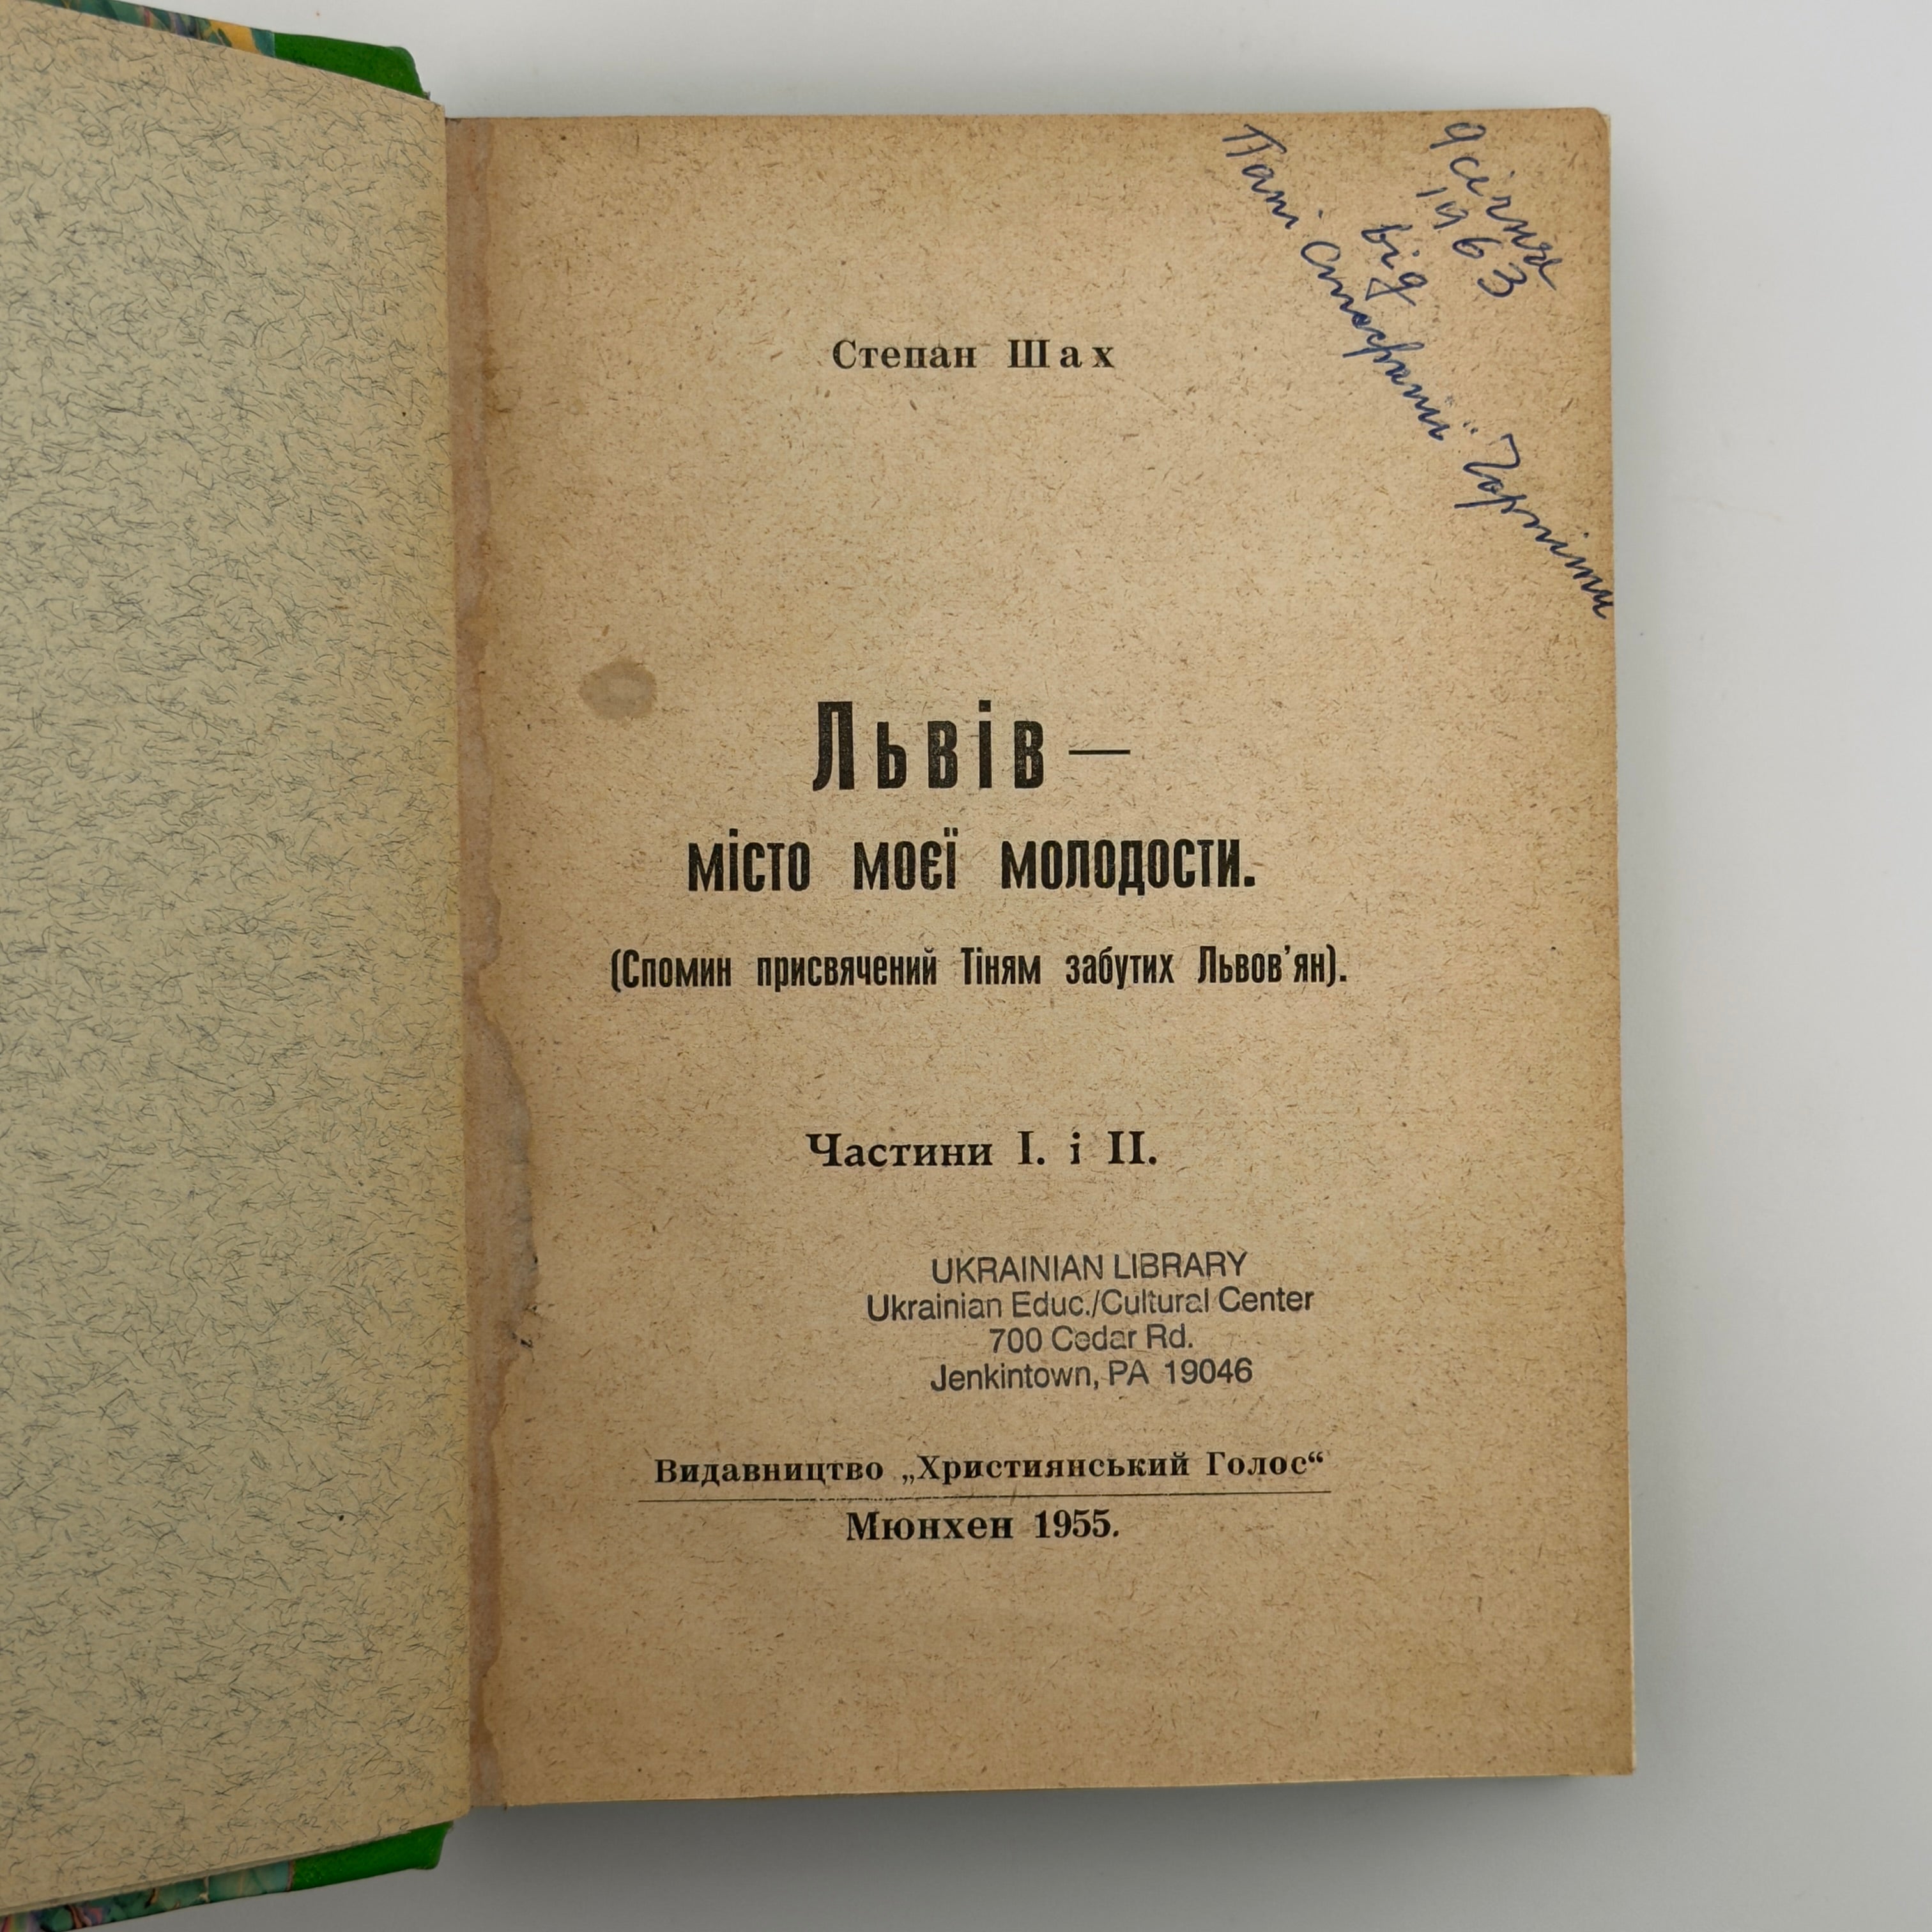 9 січня
1963
від
Пані
Степан Шах
Львів —
місто моєї молодости.
(Спомин присвячений Тіням забутих Львов’ян).
Частини I. і II.
UKRAINIAN LIBRARY
Ukrainian Educ./Cultural Center
700 Cedar Rd.
Jenkintown, PA 19046
Видавництво „Християнський Голос“
Мюнхен 1955.